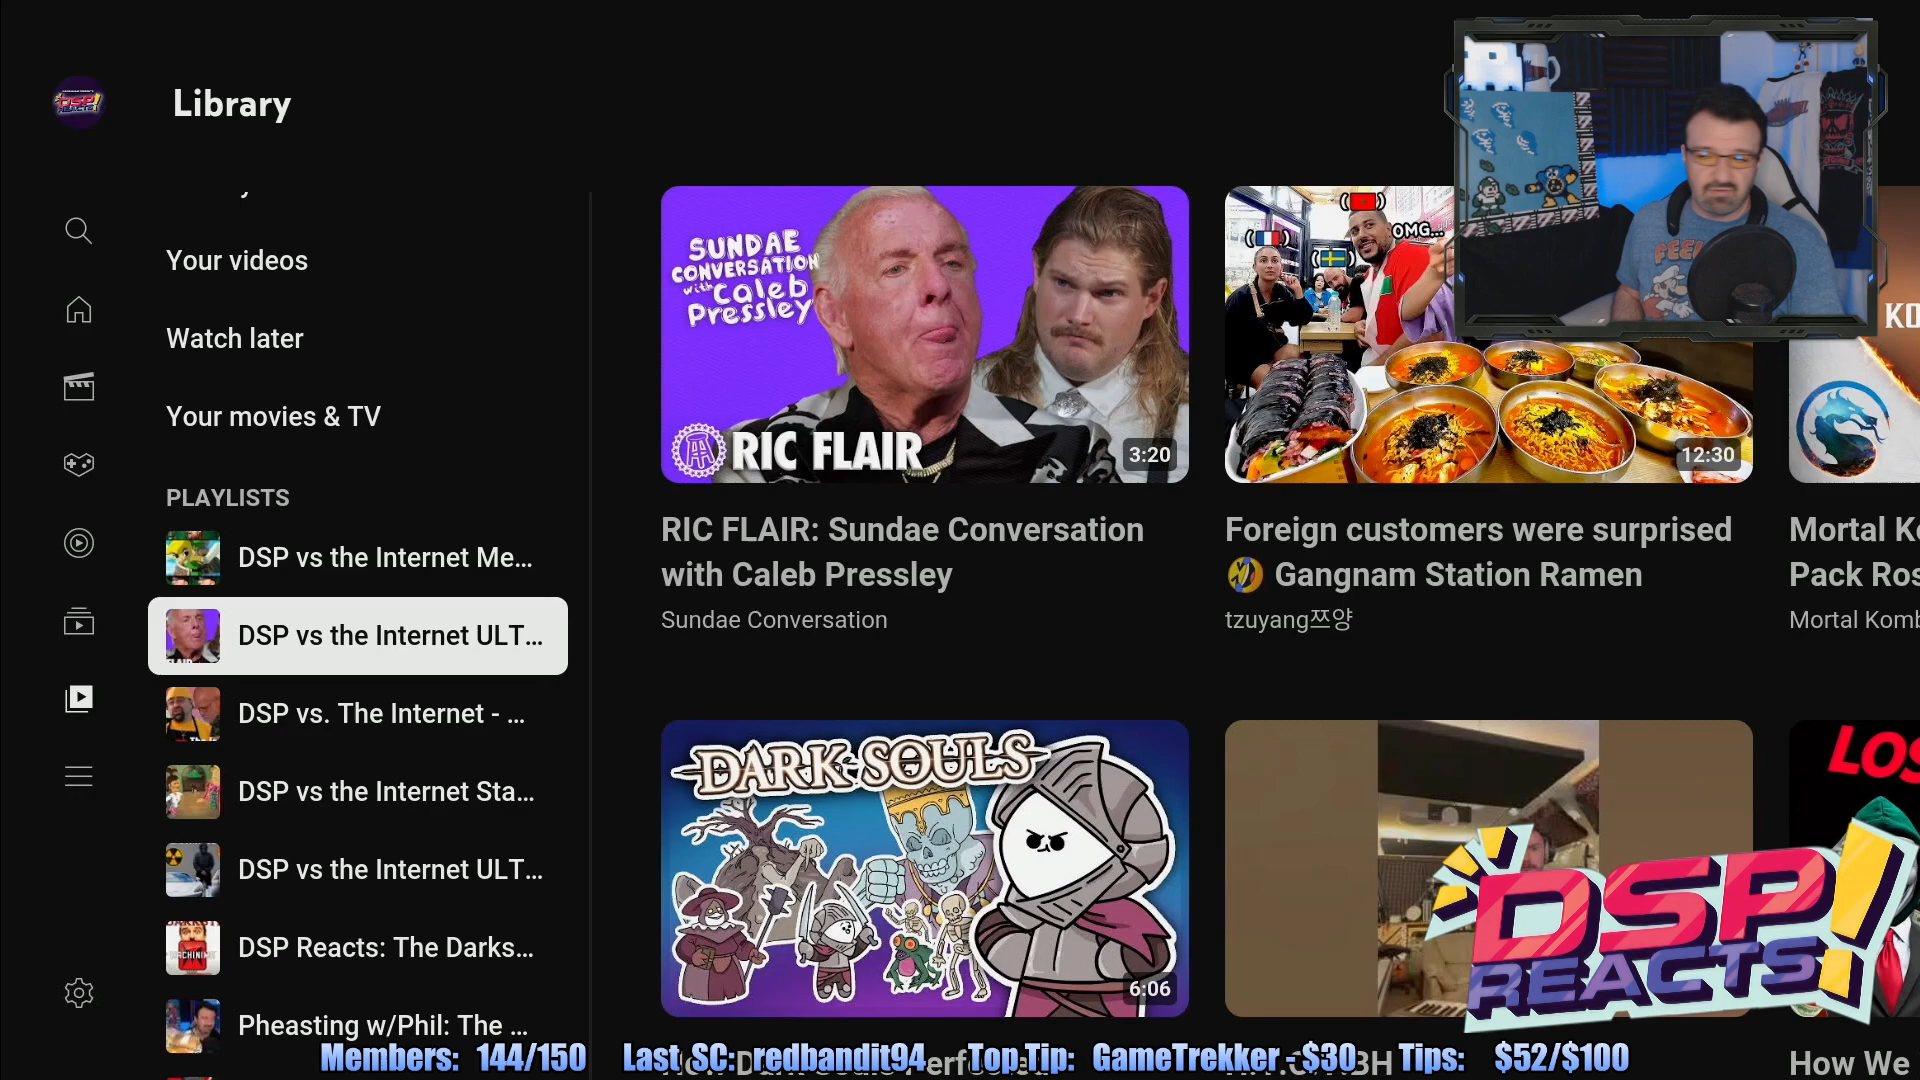 Library
Your videos
Watch later
Your movies & TV
PLAYLISTS
DSP vs the Internet Me...
DSP vs the Internet ULT...
DSP vs. The Internet - ...
DSP vs the Internet Sta...
DSP vs the Internet ULT...
DSP Reacts: The Darks...
Pheasting w/Phil: The ...
SUNDAE
CONVERSATION
with Caleb
Pressley
RIC FLAIR
3:20
RIC FLAIR: Sundae Conversation
with Caleb Pressley
Sundae Conversation
OMG...
12:30
Foreign customers were surprised
🤣 Gangnam Station Ramen
tzuyang쯔양
KO
Mortal K
Pack Ros
Mortal Komb
DARK SOULS
6:06
LOS
How We
DSP!
REACTS!
Members: 144/150
Last SC: redbandit94
Top Tip: GameTrekker - $30
Tips: $52/$100